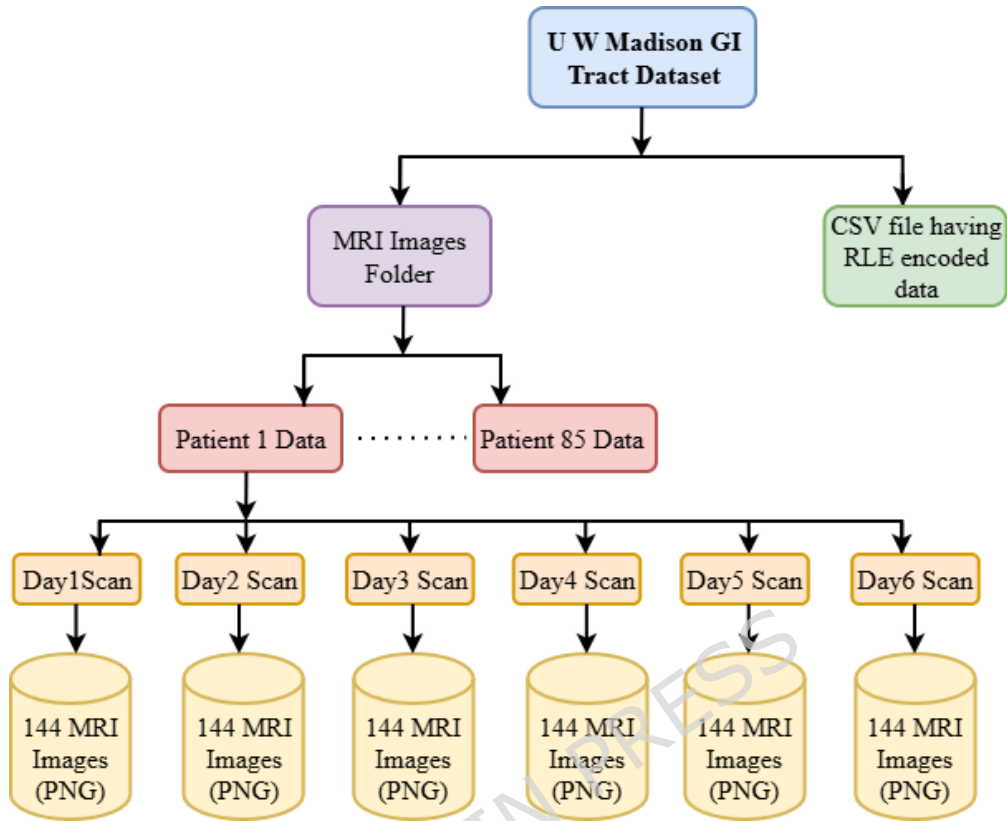 U W Madison GI
Tract Dataset
MRI Images
Folder
CSV file having
RLE encoded
data
Patient 1 Data
Patient 85 Data
Day1Scan
Day2 Scan
Day3 Scan
Day4 Scan
Day5 Scan
Day6 Scan
144 MRI
Images
(PNG)
144 MRI
Images
(PNG)
144 MRI
Images
(PNG)
144 MRI
Images
(PNG)
144 MRI
Images
(PNG)
144 MRI
Images
(PNG)
IN PRESS